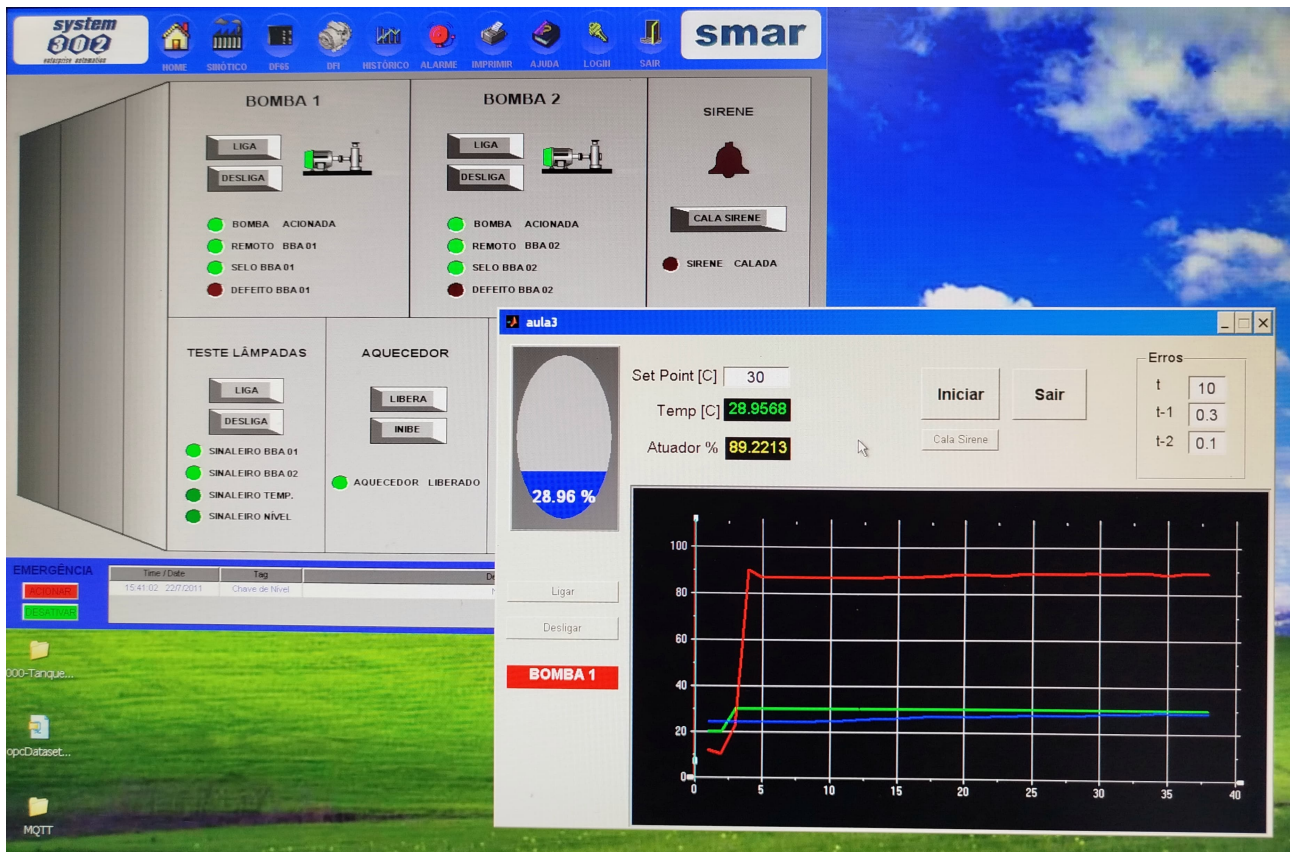 system
302
enterprise automation
smar
HOME
SINÓTICO
DF65
DFI
HISTÓRICO
ALARME
IMPRIMIR
AJUDA
LOGIN
SAIR
BOMBA 1
LIGA
DESLIGA
BOMBA ACIONADA
REMOTO BBA 01
SELO BBA 01
DEFEITO BBA 01
BOMBA 2
LIGA
DESLIGA
BOMBA ACIONADA
REMOTO BBA 02
SELO BBA 02
DEFEITO BBA 02
SIRENE
CALA SIRENE
SIRENE CALADA
TESTE LÂMPADAS
LIGA
DESLIGA
SINALEIRO BBA 01
SINALEIRO BBA 02
SINALEIRO TEMP.
SINALEIRO NÍVEL
AQUECEDOR
LIBERA
INIBE
AQUECEDOR LIBERADO
EMERGÊNCIA
ACIONAR
DESATIVAR
Time / Date Tag
15:41:02 22/7/2011 Chave de Nível
000-Tanque...
opcDataset...
MQTT
aula3
28.96 %
Set Point [C] 30
Temp [C] 28.9568
Atuador % 89.2213
Iniciar
Sair
Cala Sirene
Erros
t 10
t-1 0.3
t-2 0.1
Ligar
Desligar
BOMBA 1
100
80
60
40
20
0
0 5 10 15 20 25 30 35 40